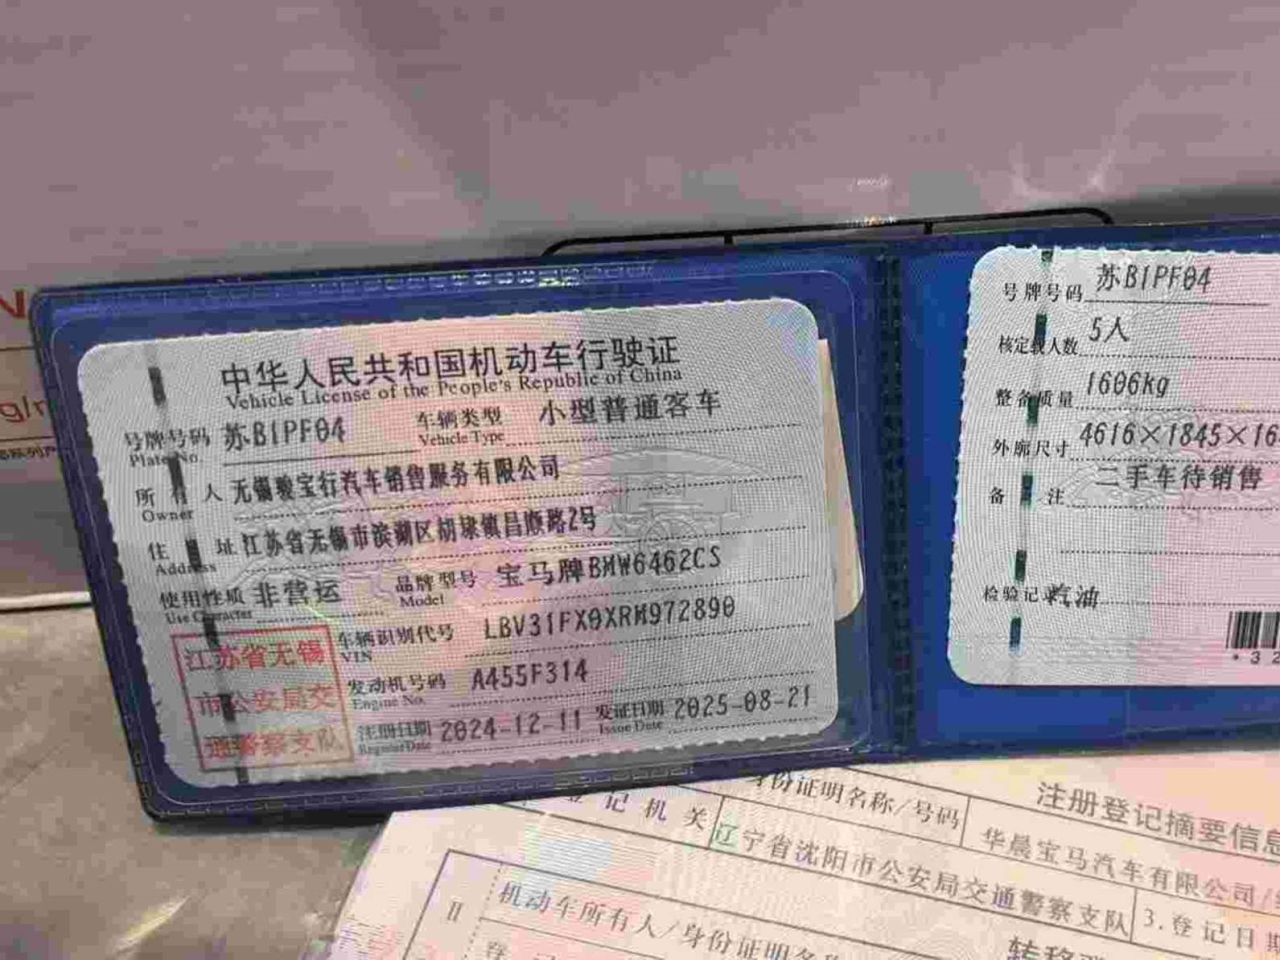 中华人民共和国机动车行驶证
Vehicle License of the People's Republic of China
号牌号码 苏B1PF04 车辆类型 小型普通客车
Plate No. Vehicle Type
所有人 无锡骏宝行汽车销售服务有限公司
Owner
住址 江苏省无锡市滨湖区胡埭镇昌顺路2号
Address
使用性质 非营运 品牌型号 宝马牌BMW6462CS
Use Character Model
车辆识别代号 LBV31FX0XRM972890
VIN
发动机号码 A455F314
Engine No.
注册日期 2024-12-11 发证日期 2025-08-21
Register Date Issue Date
江苏省无锡
市公安局交
通警察支队
号牌号码 苏B1PF04
核定载人数 5人
整备质量 1606kg
外廓尺寸 4616×1845×16
备注 二手车待销售
检验记 汽油
*32
身份证明名称/号码
注册登记摘要信息
登记机关 辽宁省沈阳市公安局交通警察支队
华晨宝马汽车有限公司/
3.登记日期
II
机动车所有人/身份证明名
转移登
登